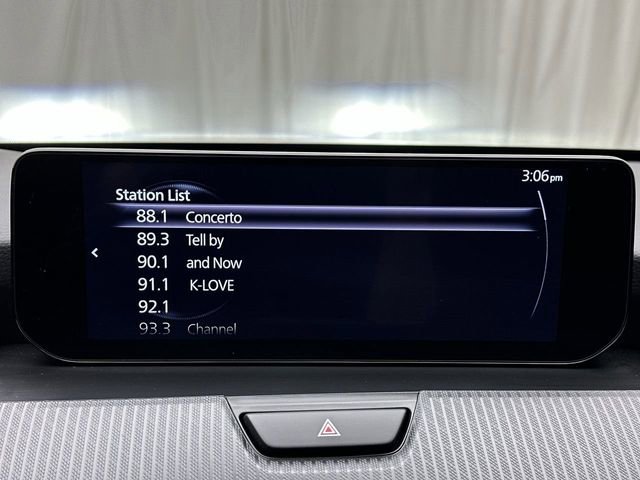 3:06pm
Station List
88.1 Concerto
89.3 Tell by
90.1 and Now
91.1 K-LOVE
92.1
93.3 Channel